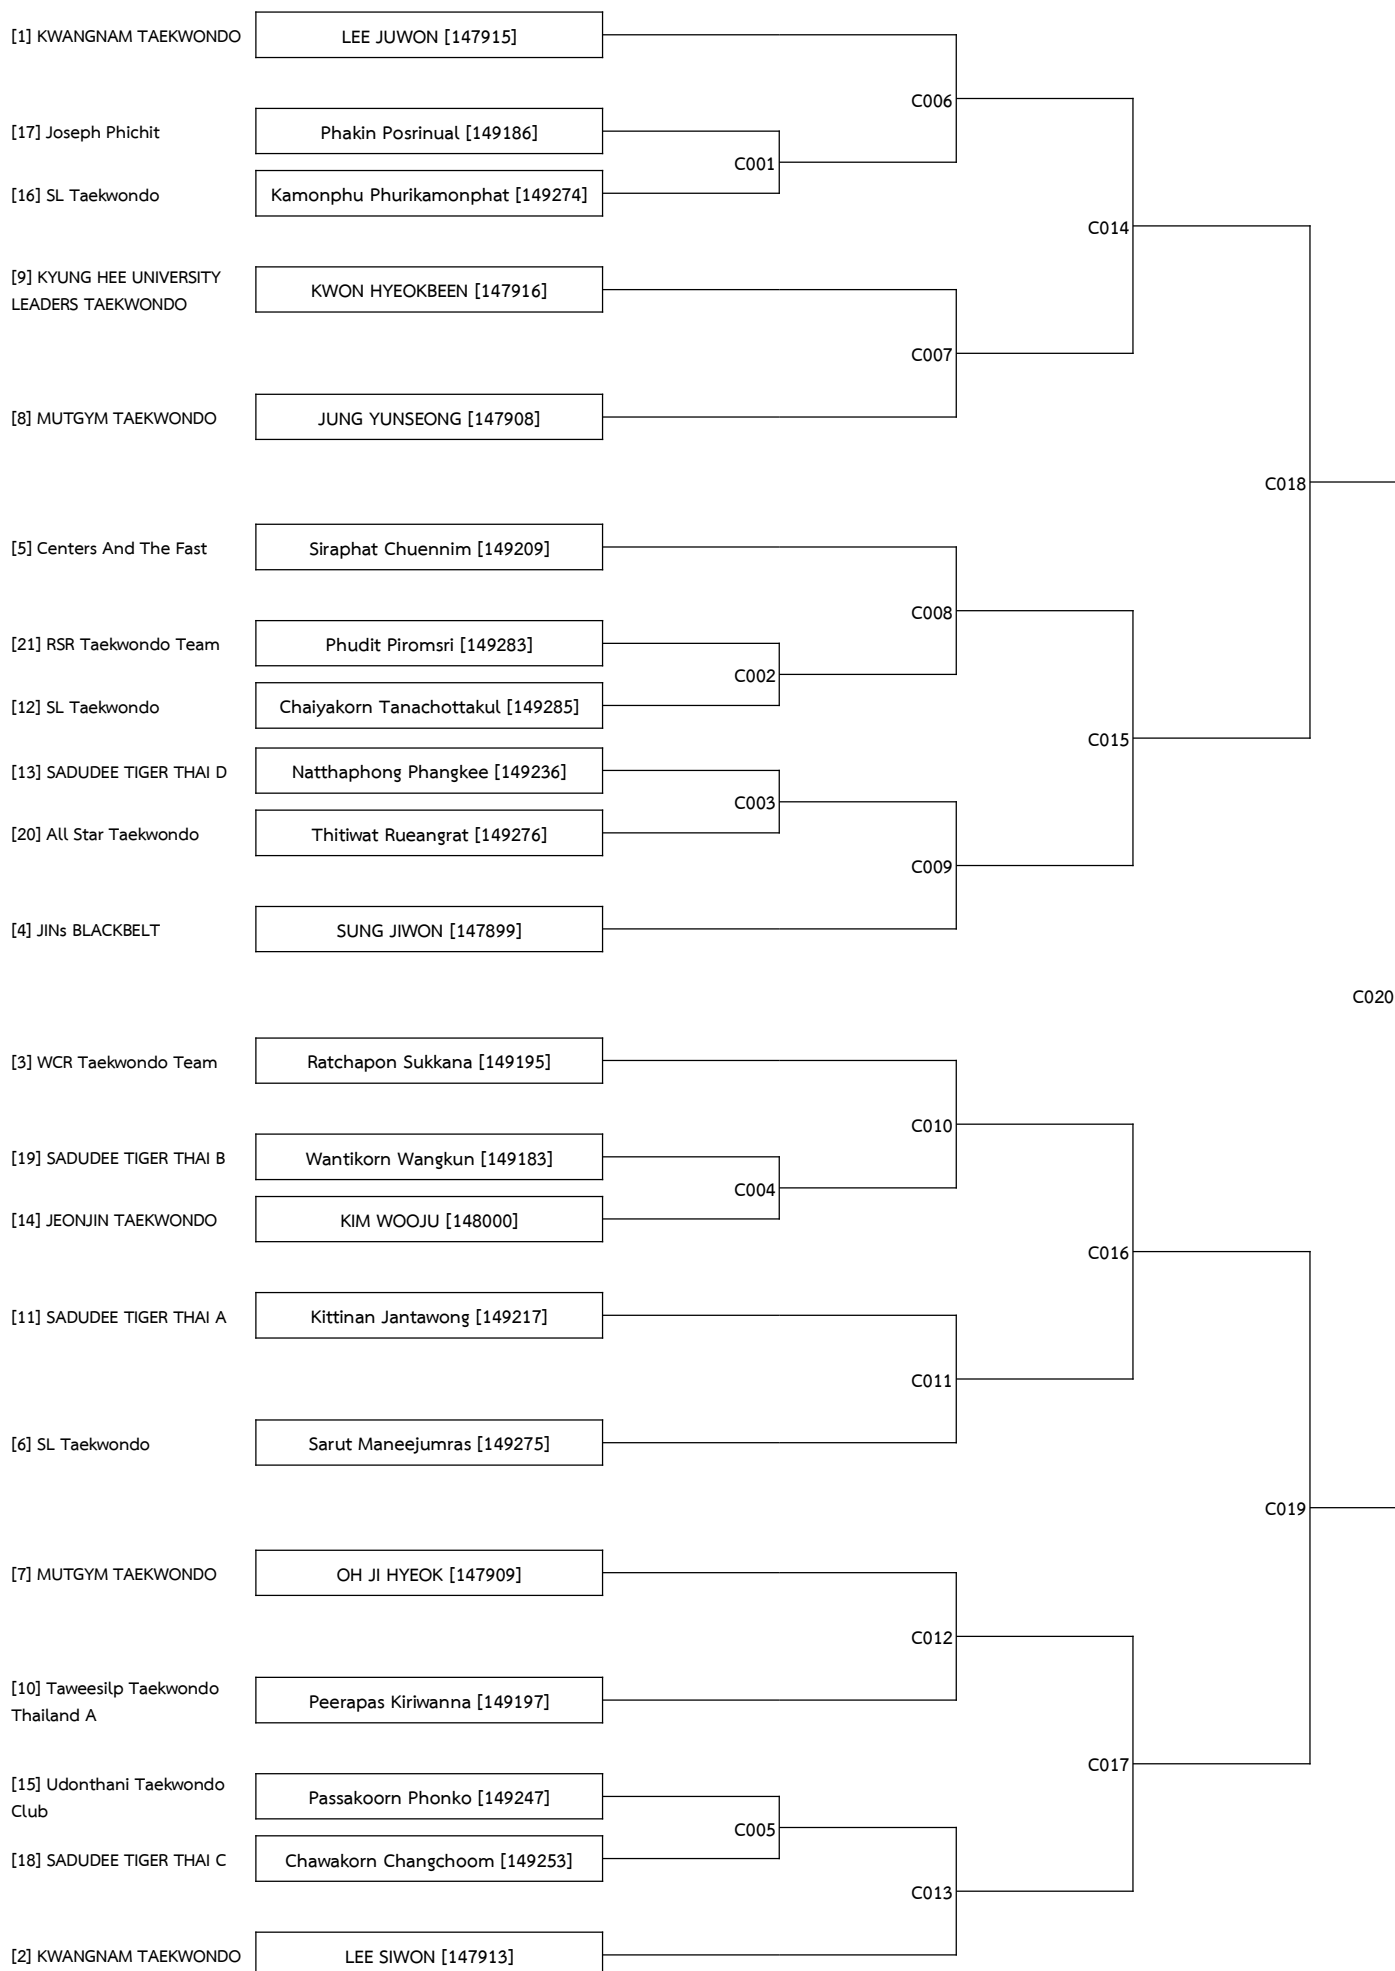 [1] KWANGNAM TAEKWONDO
LEE JUWON [147915]
C006
[17] Joseph Phichit
Phakin Posrinual [149186]
C001
[16] SL Taekwondo
Kamonphu Phurikamonphat [149274]
C014
[9] KYUNG HEE UNIVERSITY
LEADERS TAEKWONDO
KWON HYEOKBEEN [147916]
C007
[8] MUTGYM TAEKWONDO
JUNG YUNSEONG [147908]
C018
[5] Centers And The Fast
Siraphat Chuennim [149209]
C008
[21] RSR Taekwondo Team
Phudit Piromsri [149283]
C002
[12] SL Taekwondo
Chaiyakorn Tanachottakul [149285]
C015
[13] SADUDEE TIGER THAI D
Natthaphong Phangkee [149236]
C003
[20] All Star Taekwondo
Thitiwat Rueangrat [149276]
C009
[4] JINs BLACKBELT
SUNG JIWON [147899]
C020
[3] WCR Taekwondo Team
Ratchapon Sukkana [149195]
C010
[19] SADUDEE TIGER THAI B
Wantikorn Wangkun [149183]
C004
[14] JEONJIN TAEKWONDO
KIM WOOJU [148000]
C016
[11] SADUDEE TIGER THAI A
Kittinan Jantawong [149217]
C011
[6] SL Taekwondo
Sarut Maneejumras [149275]
C019
[7] MUTGYM TAEKWONDO
OH JI HYEOK [147909]
C012
[10] Taweesilp Taekwondo
Thailand A
Peerapas Kiriwanna [149197]
C017
[15] Udonthani Taekwondo
Club
Passakoorn Phonko [149247]
C005
[18] SADUDEE TIGER THAI C
Chawakorn Changchoom [149253]
C013
[2] KWANGNAM TAEKWONDO
LEE SIWON [147913]